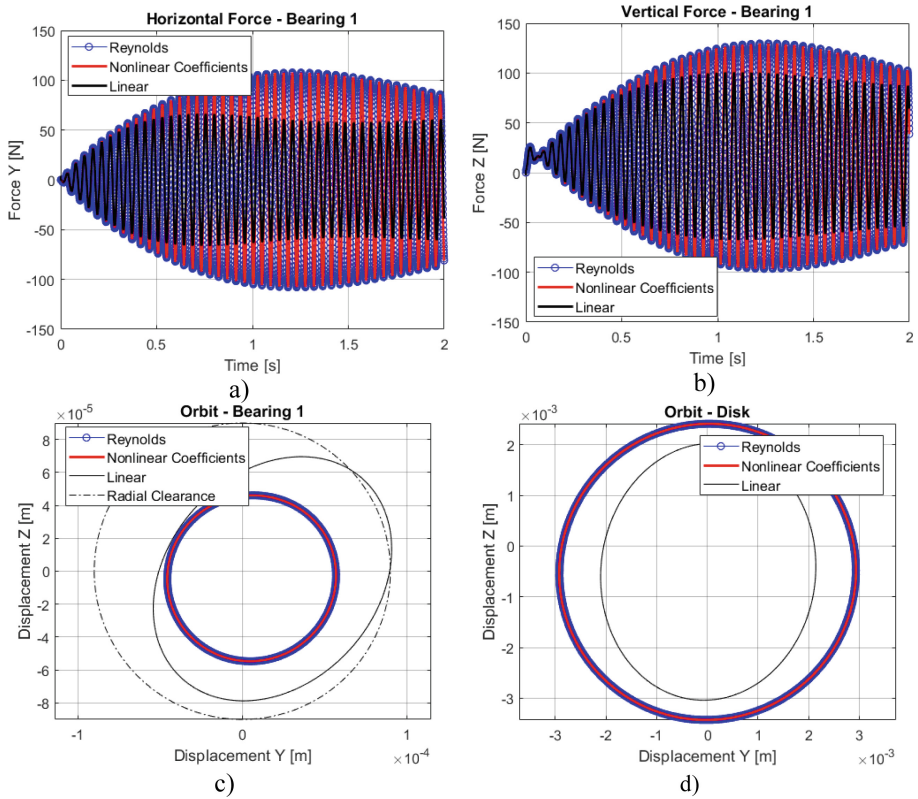 Horizontal Force - Bearing 1
150
100
50
0
-50
-100
-150
Force Y [N]
Reynolds
Nonlinear Coefficients
Linear
0
0.5
1
1.5
2
Time [s]
a)
Vertical Force - Bearing 1
150
100
50
0
-50
-100
-150
Force Z [N]
Reynolds
Nonlinear Coefficients
Linear
0
0.5
1
1.5
2
Time [s]
b)
Orbit - Bearing 1
×10⁻⁵
8
6
4
2
0
-2
-4
-6
-8
Displacement Z [m]
Reynolds
Nonlinear Coefficients
Linear
Radial Clearance
-1
0
1
Displacement Y [m]
×10⁻⁴
c)
Orbit - Disk
×10⁻³
2
1
0
-1
-2
-3
Displacement Z [m]
Reynolds
Nonlinear Coefficients
Linear
-3
-2
-1
0
1
2
3
Displacement Y [m]
×10⁻³
d)